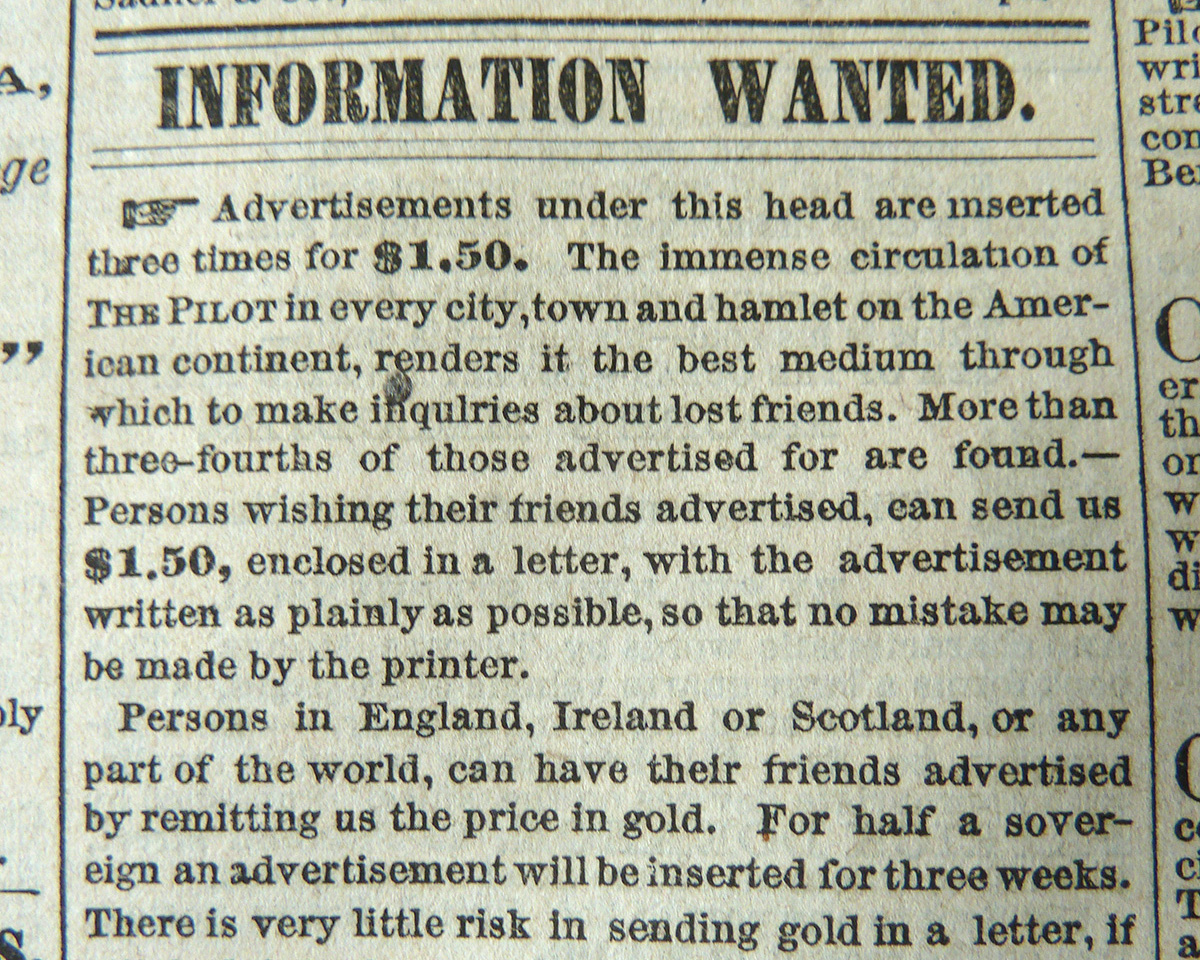 INFORMATION WANTED.
☞ Advertisements under this head are inserted
three times for $1.50. The immense circulation of
THE PILOT in every city, town and hamlet on the Amer-
ican continent, renders it the best medium through
which to make inquiries about lost friends. More than
three-fourths of those advertised for are found.—
Persons wishing their friends advertised, can send us
$1.50, enclosed in a letter, with the advertisement
written as plainly as possible, so that no mistake may
be made by the printer.
Persons in England, Ireland or Scotland, or any
part of the world, can have their friends advertised
by remitting us the price in gold. For half a sover-
eign an advertisement will be inserted for three weeks.
There is very little risk in sending gold in a letter, if